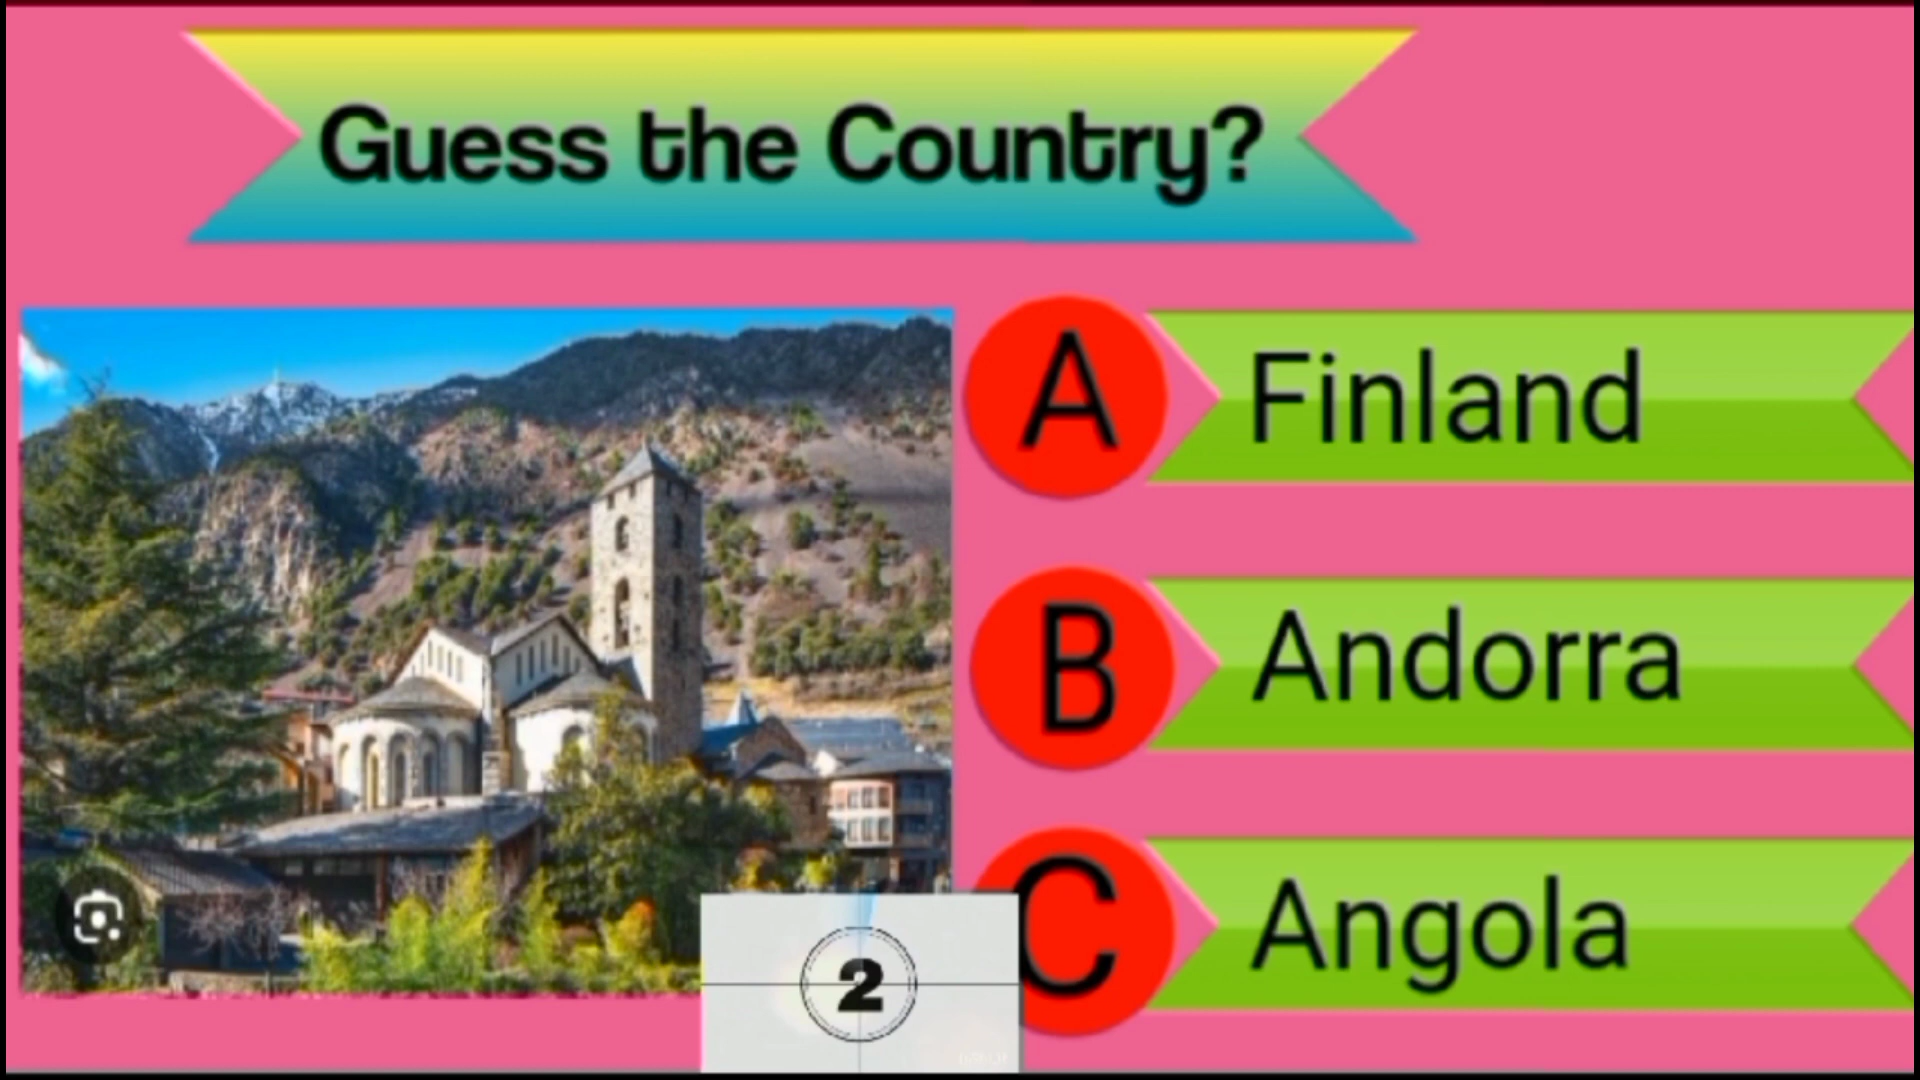 Guess the Country?
A Finland
B Andorra
C Angola
2